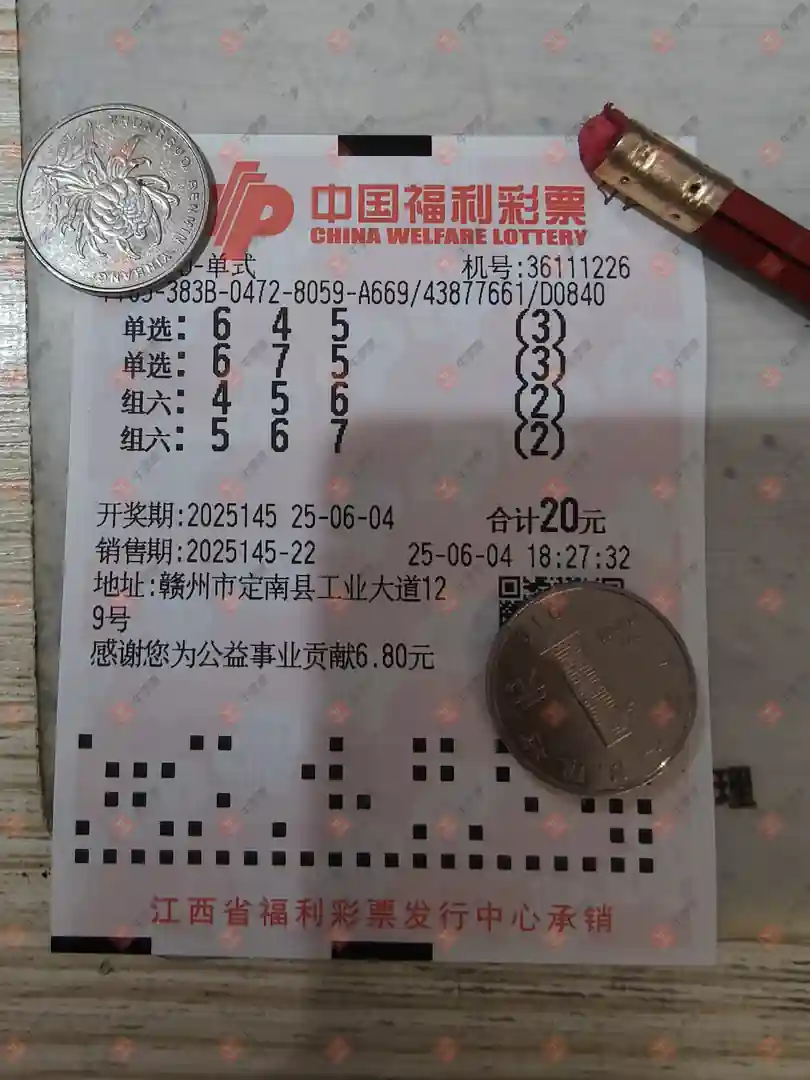 中国福利彩票
CHINA WELFARE LOTTERY
-单式 机号:36111226
-383B-0472-8059-A669/43877661/D0840
单选: 6 4 5 (3)
单选: 6 7 5 (3)
组六: 4 5 6 (2)
组六: 5 6 7 (2)
开奖期:2025145 25-06-04 合计20元
销售期:2025145-22 25-06-04 18:27:32
地址:赣州市定南县工业大道12
9号
感谢您为公益事业贡献6.80元
理
江西省福利彩票发行中心承销